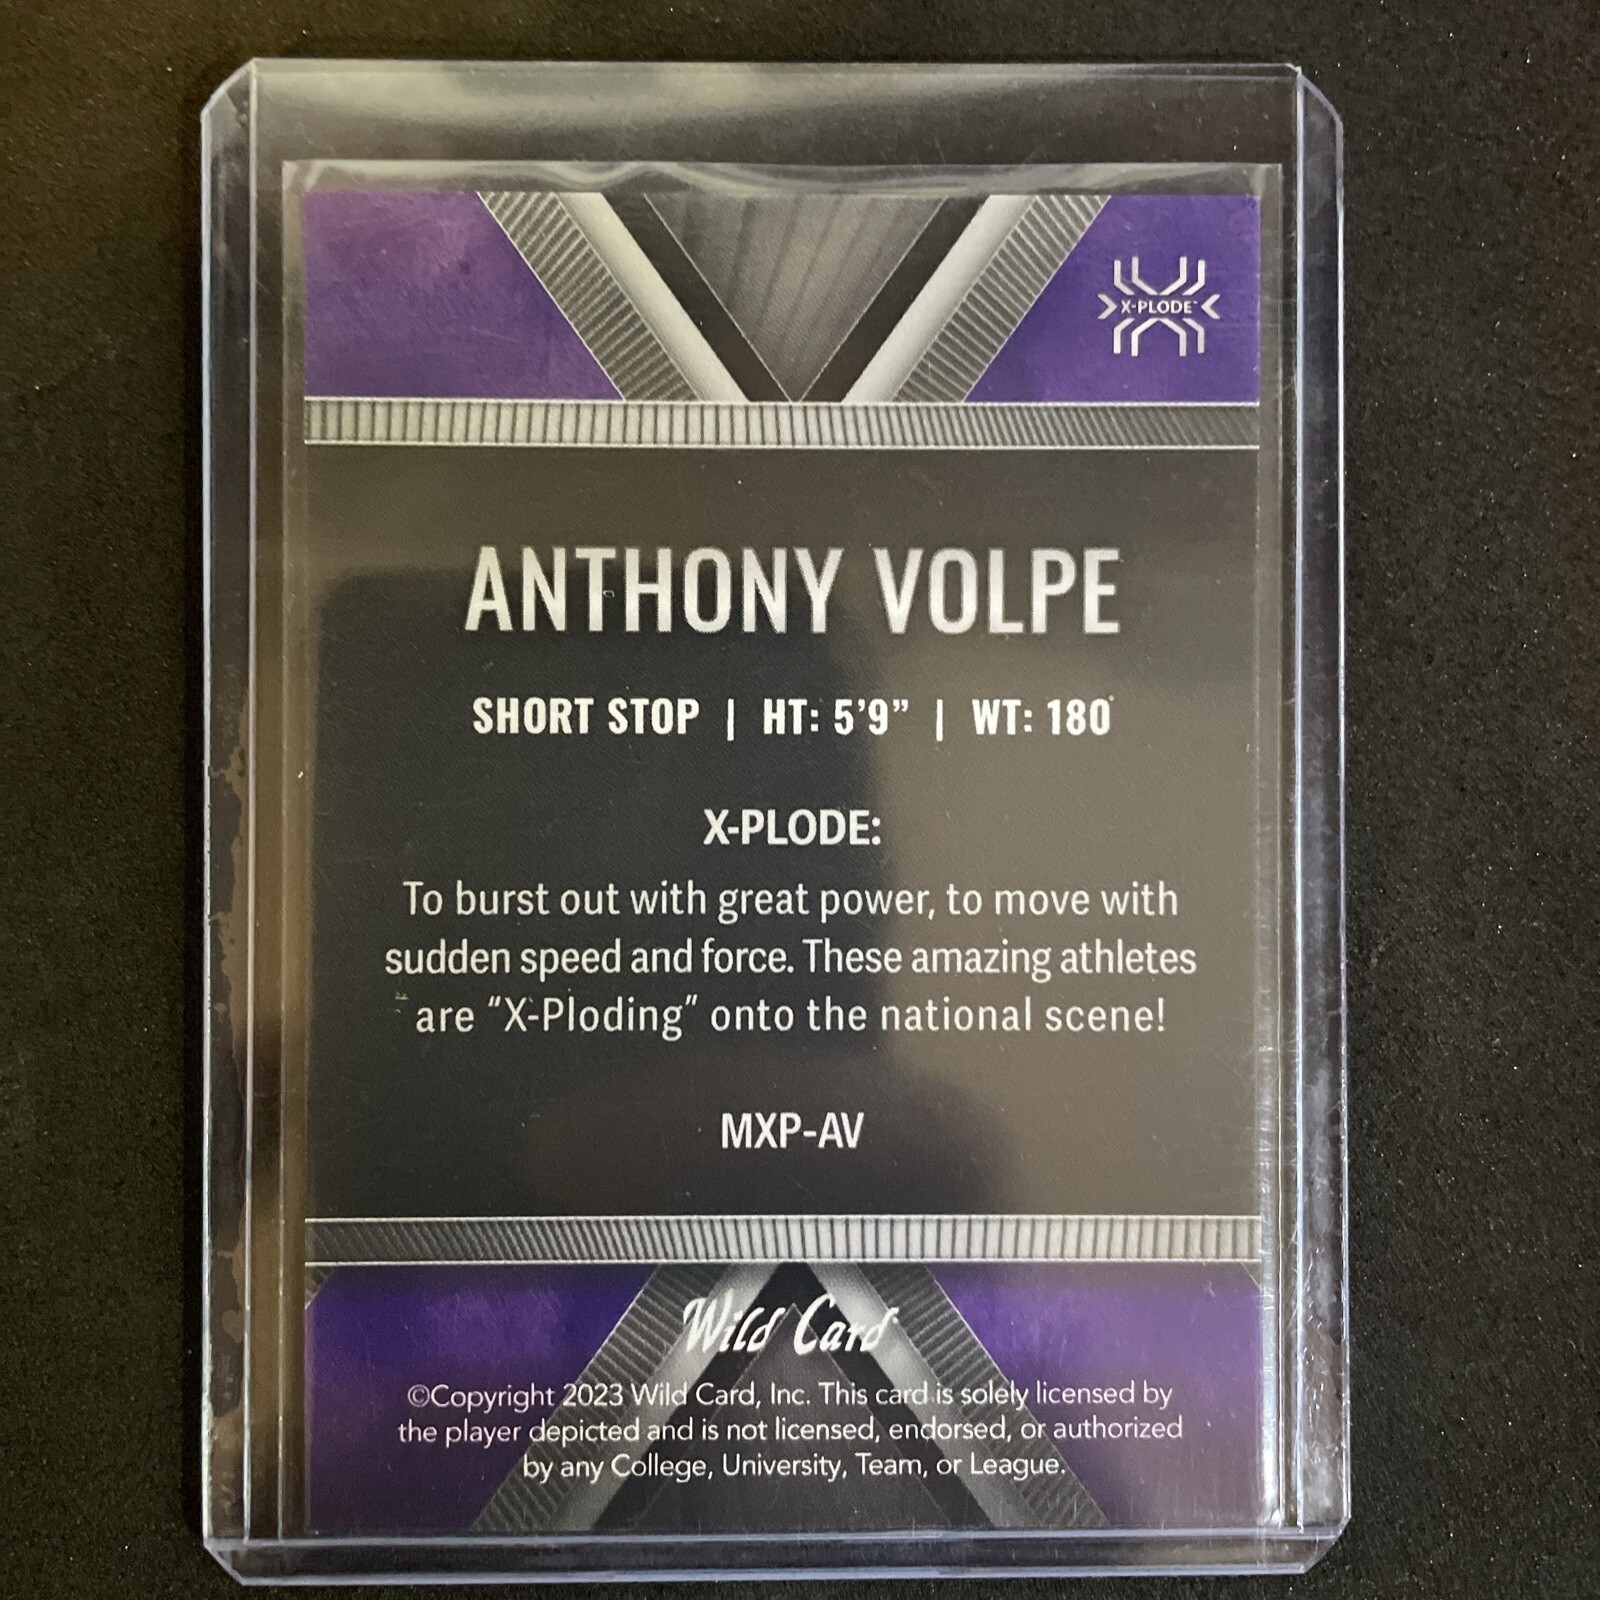 X-PLODE™
ANTHONY VOLPE
SHORT STOP | HT: 5'9” | WT: 180
X-PLODE:
To burst out with great power, to move with
sudden speed and force. These amazing athletes
are “X-Ploding” onto the national scene!
MXP-AV
Wild Card
©Copyright 2023 Wild Card, Inc. This card is solely licensed by
the player depicted and is not licensed, endorsed, or authorized
by any College, University, Team, or League.